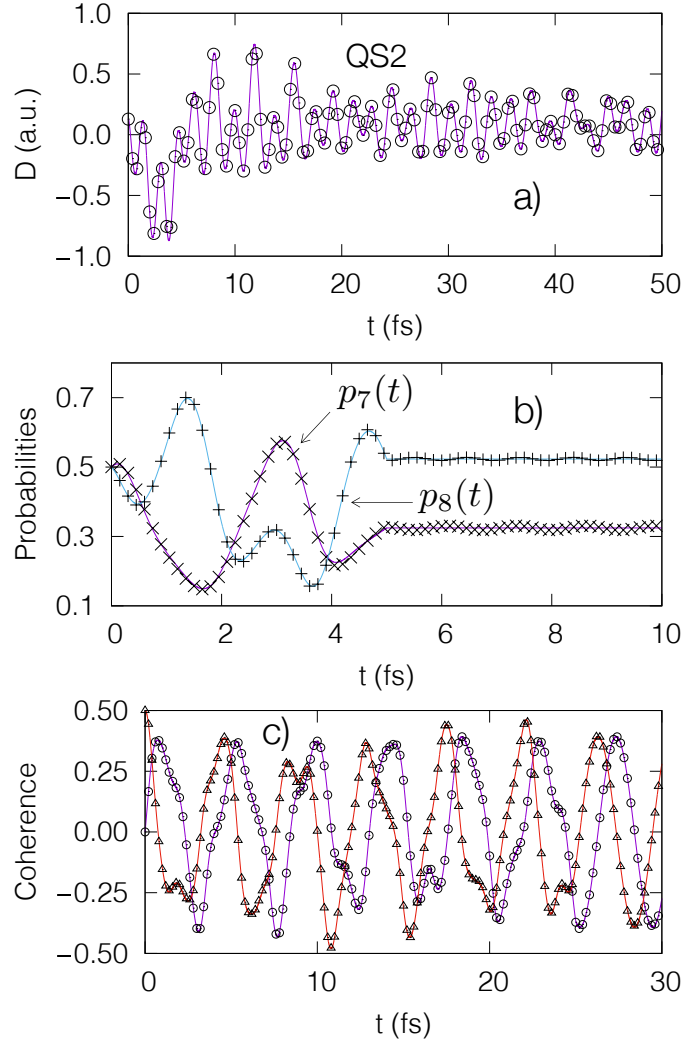 1.0
0.5
0.0
−0.5
−1.0
D (a.u.)
QS2
a)
0 10 20 30 40 50
t (fs)
0.7
0.5
0.3
0.1
Probabilities
p7(t)
b)
p8(t)
0 2 4 6 8 10
t (fs)
0.50
0.25
0.00
−0.25
−0.50
Coherence
c)
0 10 20 30
t (fs)